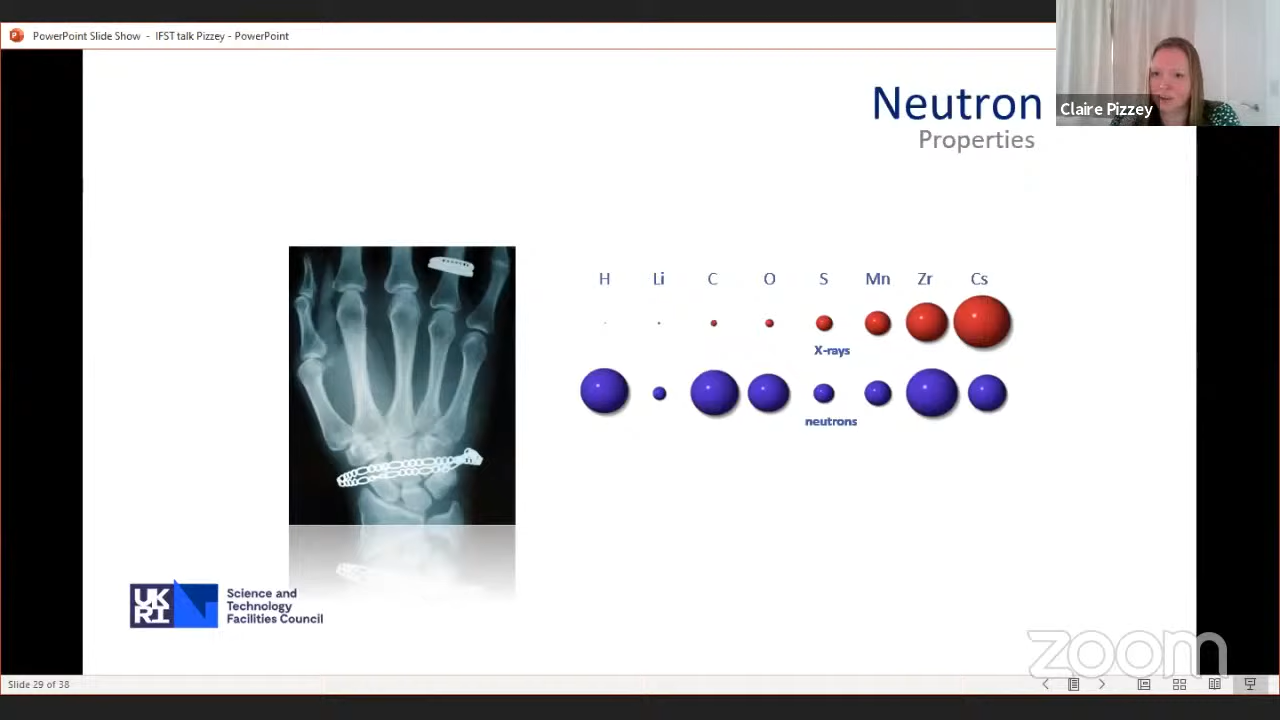 PowerPoint Slide Show - IFST talk Pizzey - PowerPoint
Claire Pizzey
Neutron
Properties
H Li C O S Mn Zr Cs
X-rays
neutrons
UK
RI
Science and
Technology
Facilities Council
zoom
Slide 29 of 38